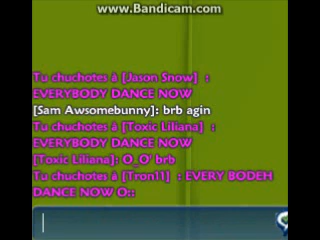 www.Bandicam.com
Tu chuchotes à [Jason Snow] :
EVERYBODY DANCE NOW
[Sam Awsomebunny]: brb agin
Tu chuchotes à [Toxic Liliana] :
EVERYBODY DANCE NOW
[Toxic Liliana]: O_O' brb
Tu chuchotes à [Tron11] : EVERY BODEH
DANCE NOW O::